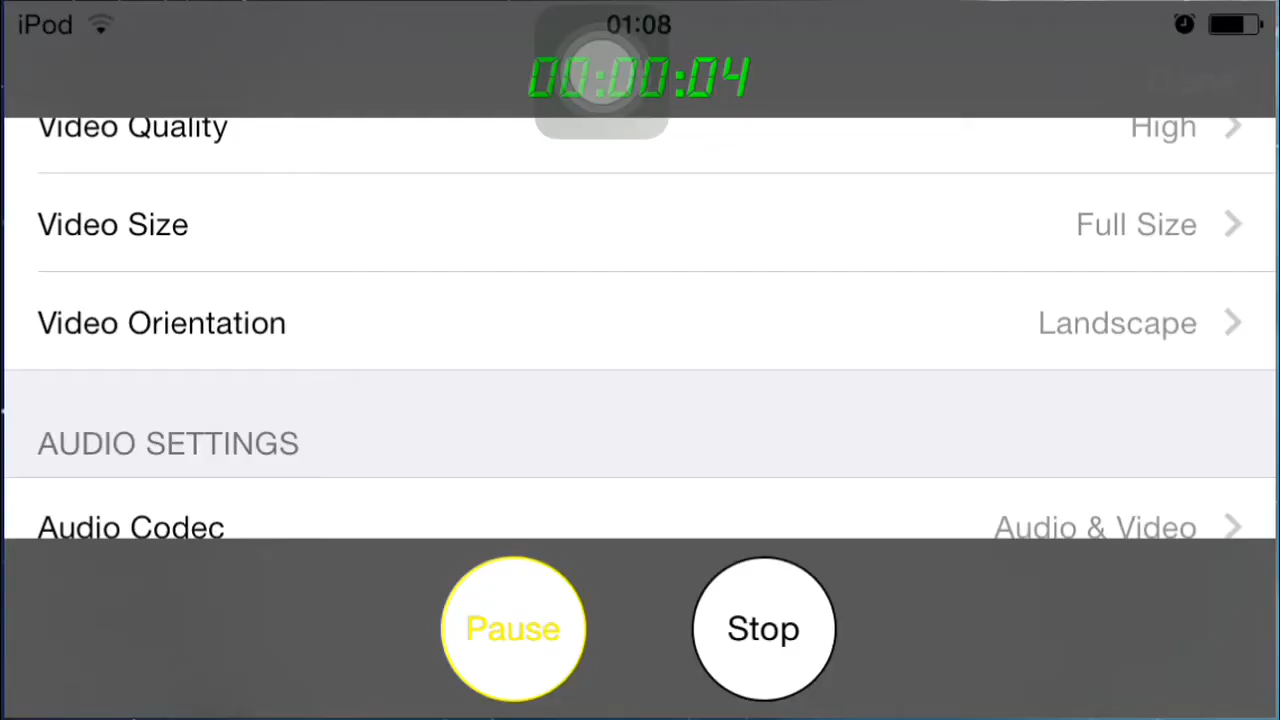 iPod 01:08
00:00:04
Video Quality High
Video Size Full Size
Video Orientation Landscape
AUDIO SETTINGS
Audio Codec Audio & Video
Pause Stop